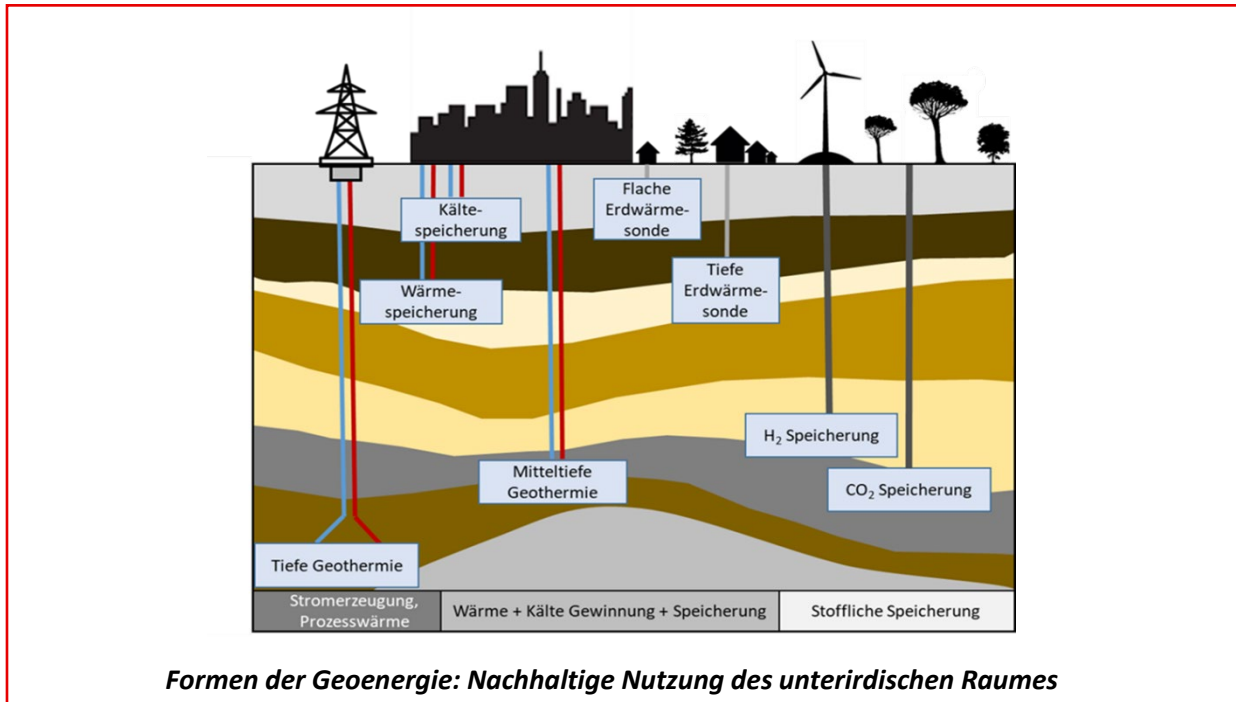 Kälte-
speicherung
Flache
Erdwärme-
sonde
Wärme-
speicherung
Tiefe
Erdwärme-
sonde
H₂ Speicherung
Mitteltiefe
Geothermie
CO₂ Speicherung
Tiefe Geothermie
Stromerzeugung,
Prozesswärme
Wärme + Kälte Gewinnung + Speicherung
Stoffliche Speicherung
Formen der Geoenergie: Nachhaltige Nutzung des unterirdischen Raumes